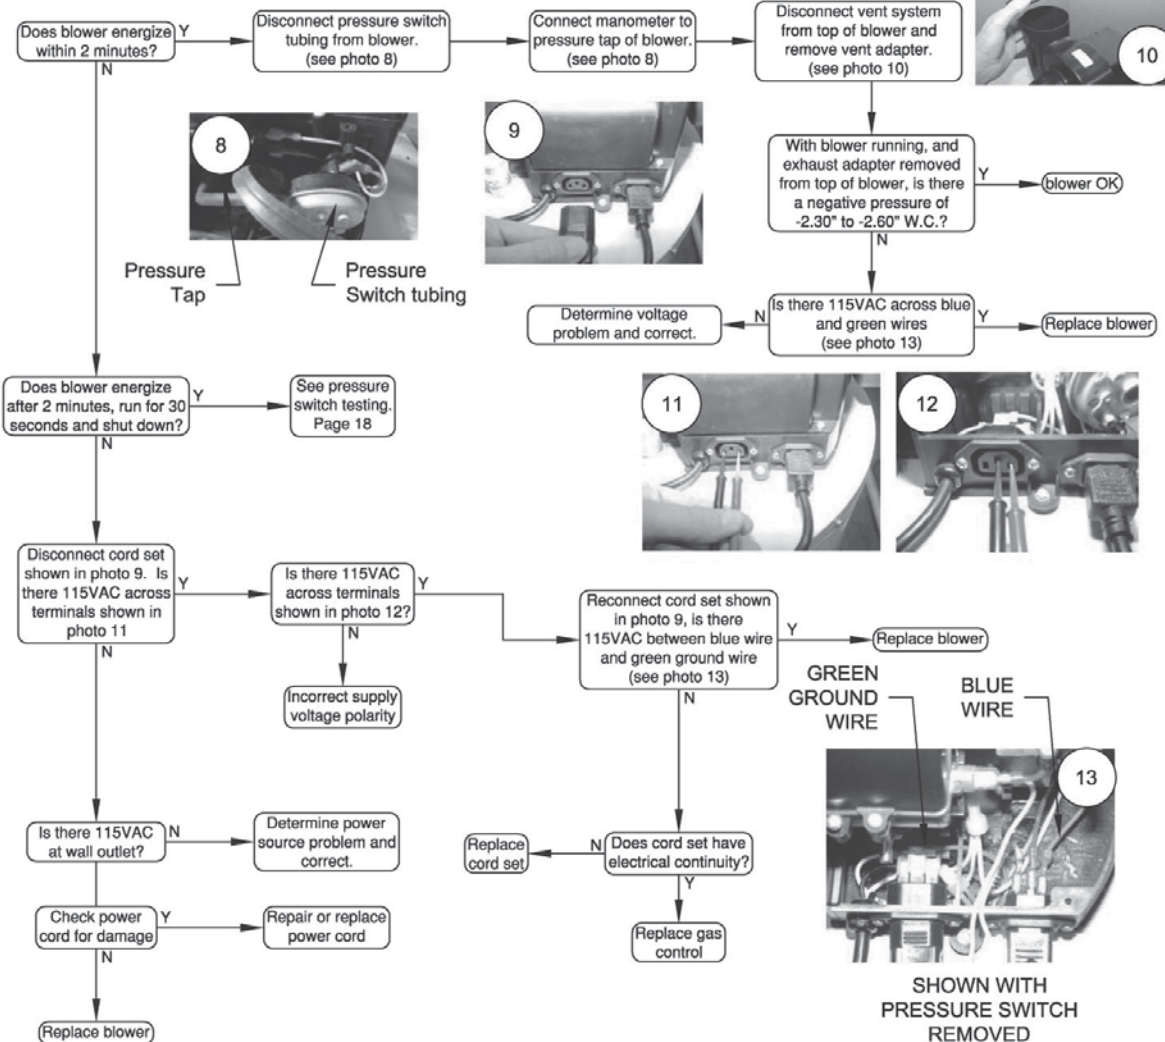 Does blower energize
within 2 minutes?
Y
N
Disconnect pressure switch
tubing from blower.
(see photo 8)
Connect manometer to
pressure tap of blower.
(see photo 8)
Disconnect vent system
from top of blower and
remove vent adapter.
(see photo 10)
10
8
Pressure
Tap
Pressure
Switch tubing
9
With blower running, and
exhaust adapter removed
from top of blower, is there
a negative pressure of
-2.30" to -2.60" W.C.?
Y
N
blower OK
Is there 115VAC across blue
and green wires
(see photo 13)
N
Y
Determine voltage
problem and correct.
Replace blower
Does blower energize
after 2 minutes, run for 30
seconds and shut down?
Y
N
See pressure
switch testing.
Page 18
11
12
Disconnect cord set
shown in photo 9. Is
there 115VAC across
terminals shown in
photo 11
Y
N
Is there 115VAC
across terminals
shown in photo 12?
Y
N
Incorrect supply
voltage polarity
Reconnect cord set shown
in photo 9, is there
115VAC between blue wire
and green ground wire
(see photo 13)
Y
N
Replace blower
GREEN
GROUND
WIRE
BLUE
WIRE
13
SHOWN WITH
PRESSURE SWITCH
REMOVED
Is there 115VAC
at wall outlet?
N
Determine power
source problem and
correct.
Does cord set have
electrical continuity?
N
Y
Replace
cord set
Replace gas
control
Check power
cord for damage
Y
N
Repair or replace
power cord
Replace blower